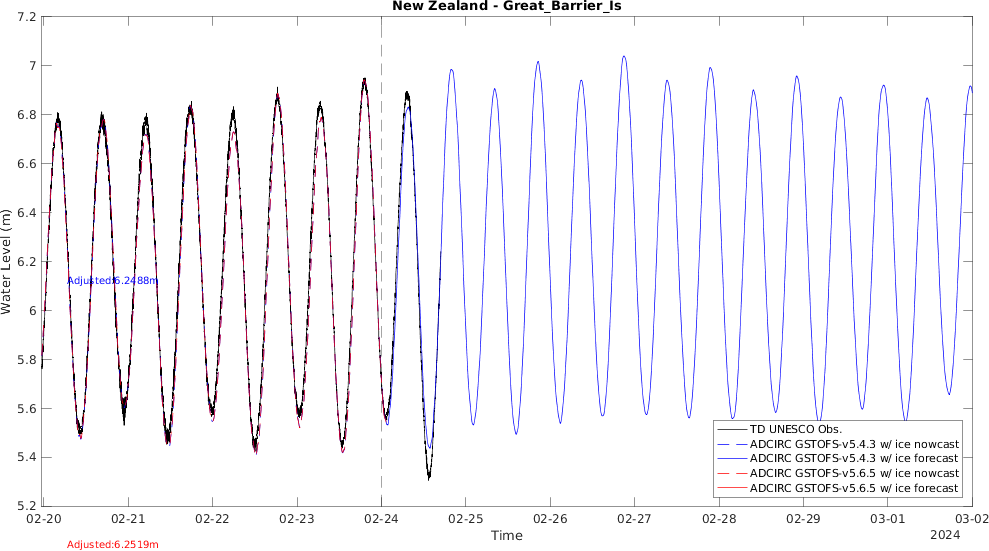 New Zealand - Great_Barrier_Is
7.2
7
6.8
6.6
6.4
6.2
6
5.8
5.6
5.4
5.2
Water Level (m)
Adjusted:6.2488m
TD UNESCO Obs.
ADCIRC GSTOFS-v5.4.3 w/ ice nowcast
ADCIRC GSTOFS-v5.4.3 w/ ice forecast
ADCIRC GSTOFS-v5.6.5 w/ ice nowcast
ADCIRC GSTOFS-v5.6.5 w/ ice forecast
02-20 02-21 02-22 02-23 02-24 02-25 02-26 02-27 02-28 02-29 03-01 03-02
Time
2024
Adjusted:6.2519m